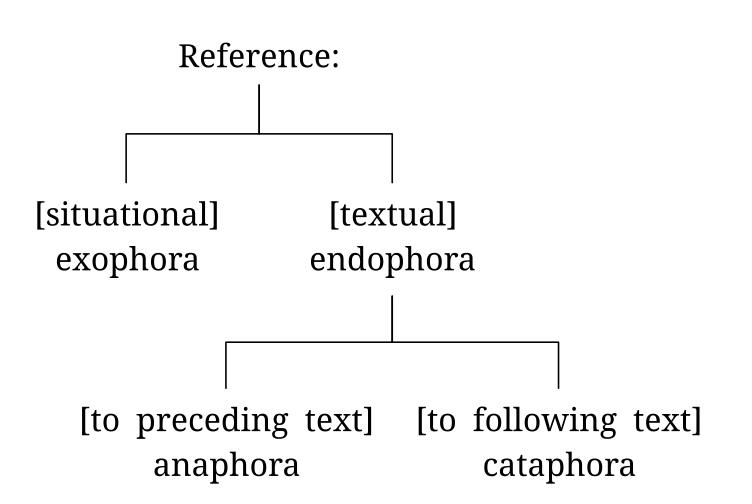 Reference:
[situational] [textual]
exophora endophora
[to preceding text] [to following text]
anaphora cataphora